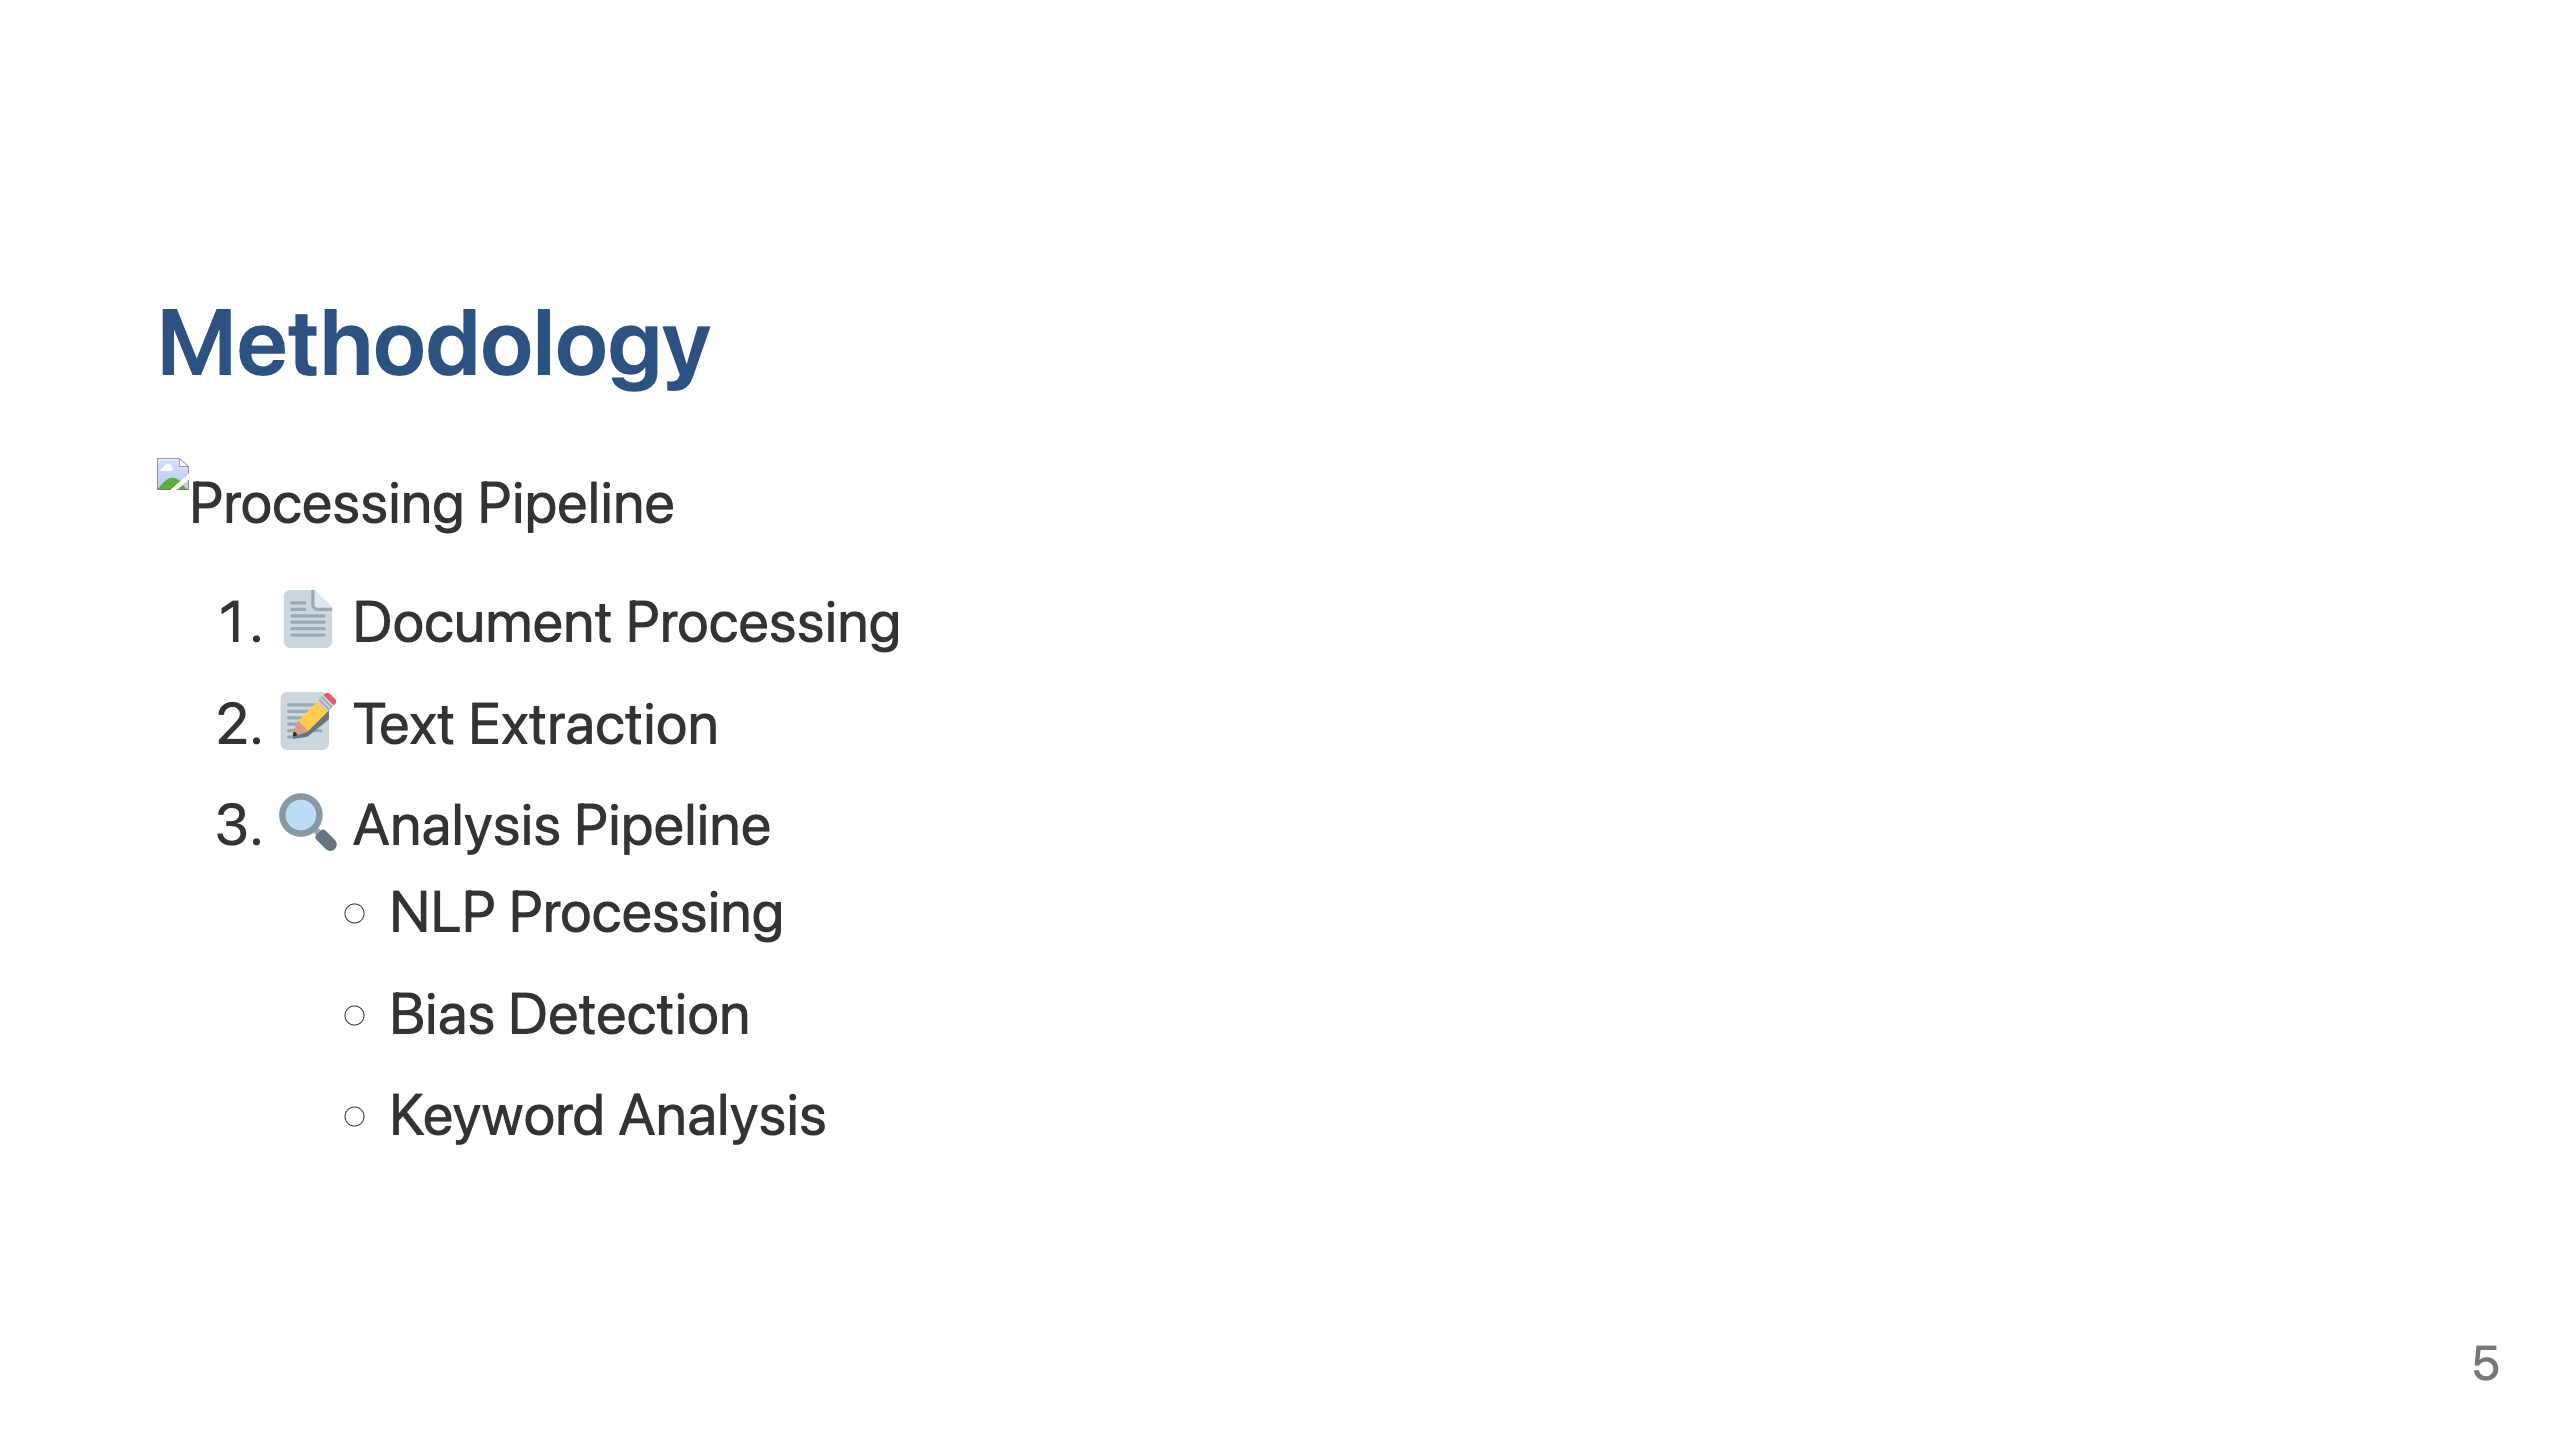 Methodology
Processing Pipeline
1. 📄 Document Processing
2. 📝 Text Extraction
3. 🔍 Analysis Pipeline
○ NLP Processing
○ Bias Detection
○ Keyword Analysis
5